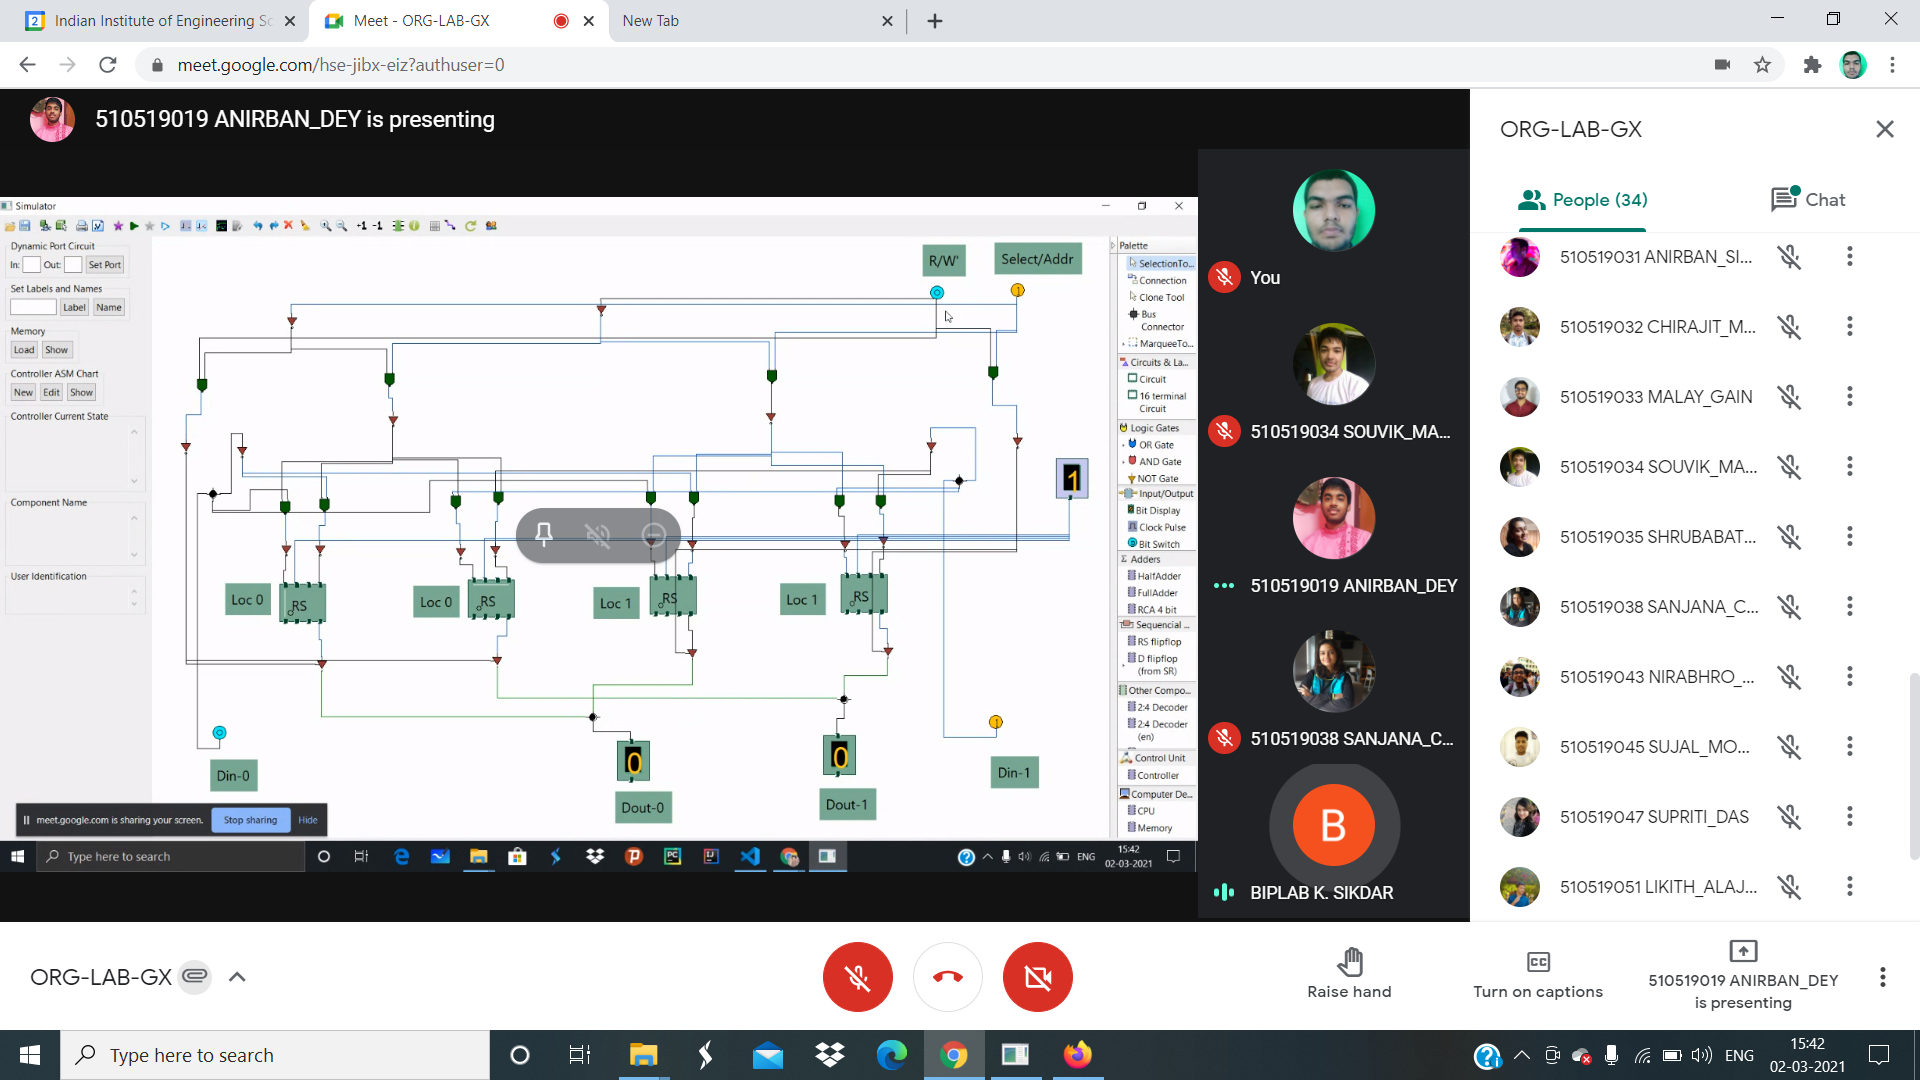 Indian Institute of Engineering Sc
Meet - ORG-LAB-GX
New Tab
meet.google.com/hse-jibx-eiz?authuser=0
510519019 ANIRBAN_DEY is presenting
Simulator
+1 -1
Dynamic Port Circuit
In: Out: Set Port
Set Labels and Names
Label Name
Memory
Load Show
Controller ASM Chart
New Edit Show
Controller Current State
Component Name
User Identification
R/W'
Select/Addr
1
Loc 0
RS
Loc 0
RS
Loc 1
RS
Loc 1
RS
Din-0
0
Dout-0
0
Dout-1
Din-1
Palette
SelectionTo...
Connection
Clone Tool
Bus
Connector
MarqueeTo...
Circuits & La...
Circuit
16 terminal
Circuit
Logic Gates
OR Gate
AND Gate
NOT Gate
Input/Output
Bit Display
Clock Pulse
Bit Switch
Adders
HalfAdder
FullAdder
RCA 4 bit
Sequential ...
RS flipflop
D flipflop
(from SR)
Other Compo...
2:4 Decoder
2:4 Decoder
(en)
Control Unit
Controller
Computer De...
CPU
Memory
meet.google.com is sharing your screen.
Stop sharing
Hide
Type here to search
ENG
15:42
02-03-2021
You
510519034 SOUVIK_MA...
510519019 ANIRBAN_DEY
510519038 SANJANA_C...
B
BIPLAB K. SIKDAR
ORG-LAB-GX
People (34)
Chat
510519031 ANIRBAN_SI...
510519032 CHIRAJIT_M...
510519033 MALAY_GAIN
510519034 SOUVIK_MA...
510519035 SHRUBABAT...
510519038 SANJANA_C...
510519043 NIRABHRO_...
510519045 SUJAL_MO...
510519047 SUPRITI_DAS
510519051 LIKITH_ALAJ...
ORG-LAB-GX
Raise hand
Turn on captions
510519019 ANIRBAN_DEY
is presenting
Type here to search
ENG
15:42
02-03-2021